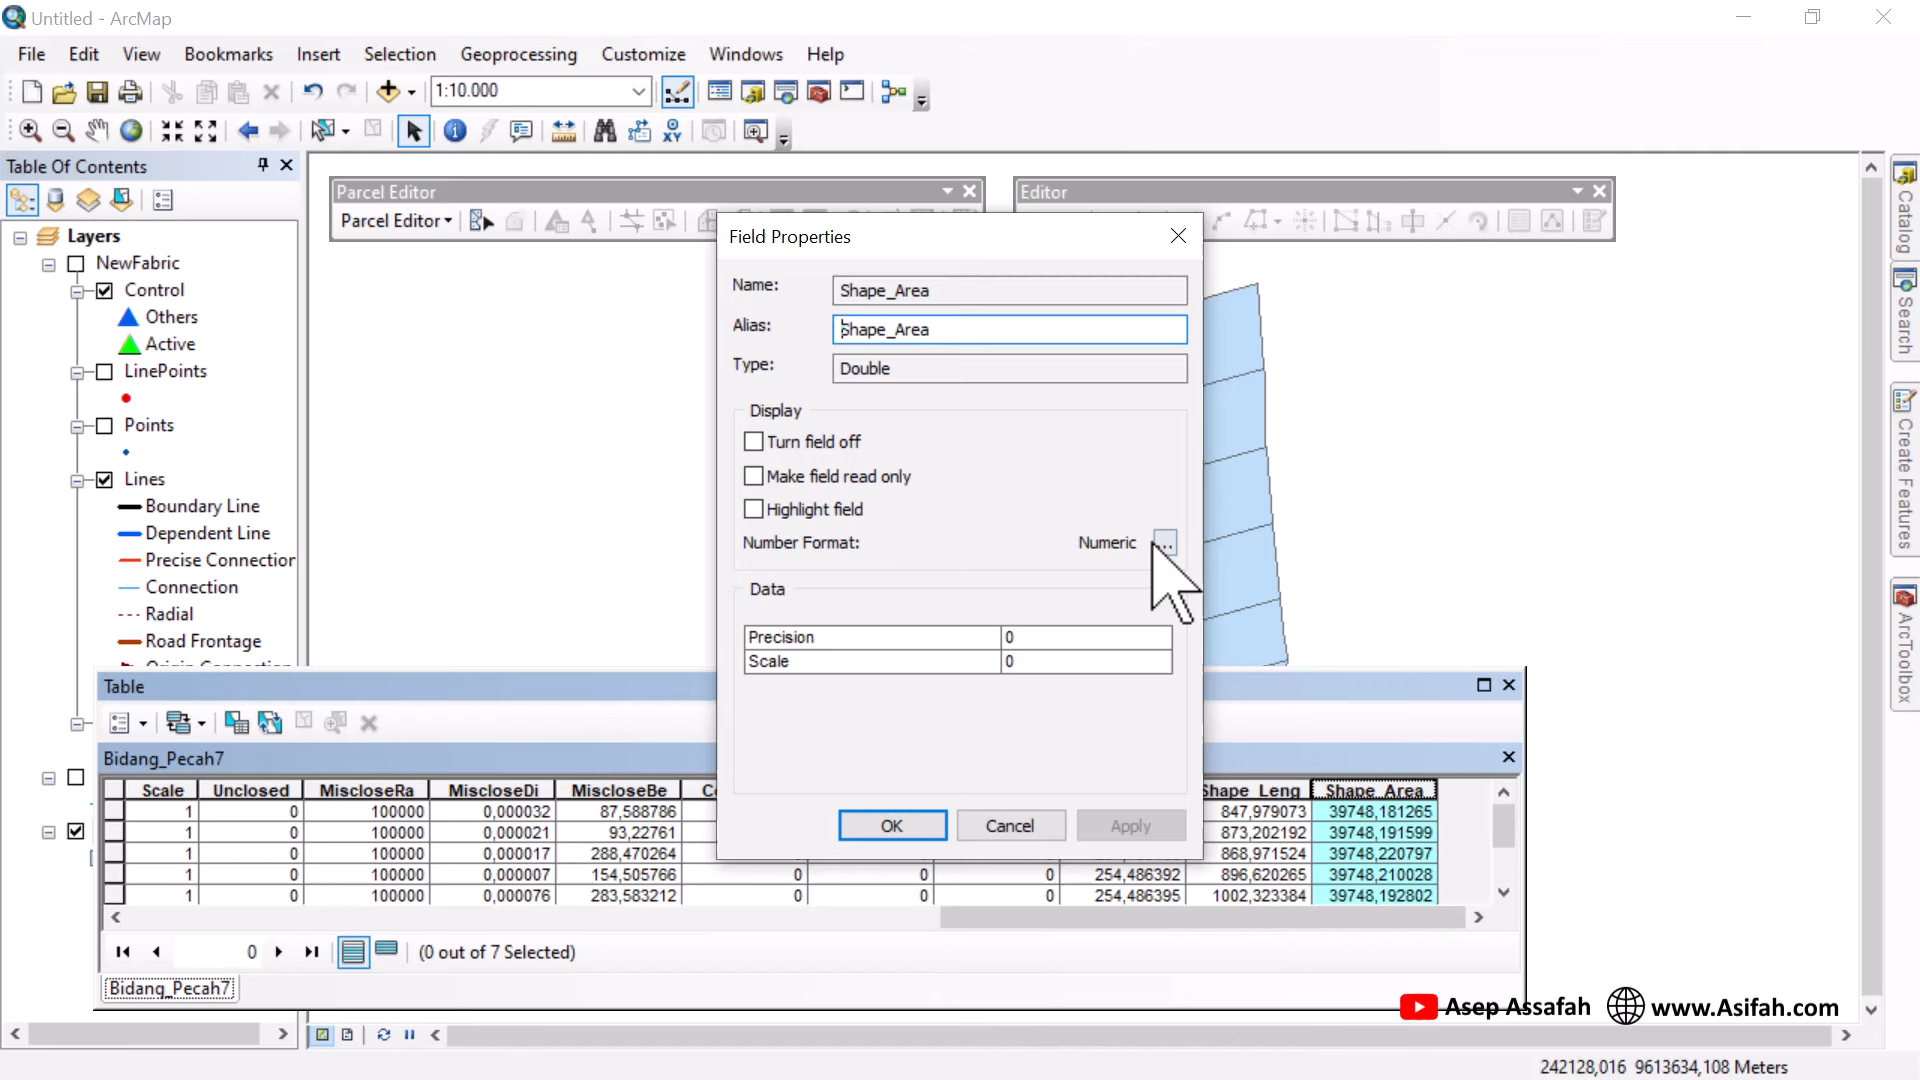 Untitled - ArcMap
File Edit View Bookmarks Insert Selection Geoprocessing Customize Windows Help
1:10.000
Table Of Contents
Layers
NewFabric
Control
Others
Active
LinePoints
Points
Lines
Boundary Line
Dependent Line
Precise Connection
Connection
Radial
Road Frontage
Parcel Editor
Parcel Editor
Editor
Catalog
Search
Create Features
ArcToolbox
Field Properties
Name: Shape_Area
Alias: Shape_Area
Type: Double
Display
Turn field off
Make field read only
Highlight field
Number Format: Numeric ...
Data
Precision 0
Scale 0
OK Cancel Apply
Table
Bidang_Pecah7
Scale Unclosed MiscloseRa MiscloseDi MiscloseBe Shape_Leng Shape_Area
1 0 100000 0,000032 87,588786 847,979073 39748,181265
1 0 100000 0,000021 93,22761 873,202192 39748,191599
1 0 100000 0,000017 288,470264 868,971524 39748,220797
1 0 100000 0,000007 154,505766 0 0 0 254,486392 896,620265 39748,210028
1 0 100000 0,000076 283,583212 0 0 0 254,486395 1002,323384 39748,192802
0 (0 out of 7 Selected)
Bidang_Pecah7
Asep Assafah www.Asifah.com
242128,016 9613634,108 Meters